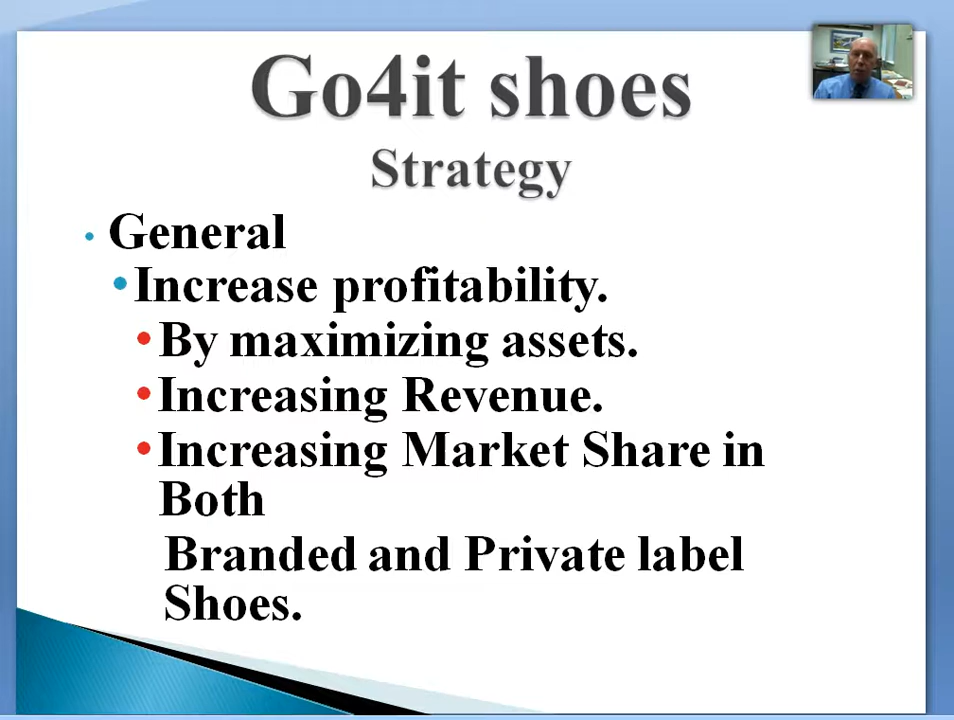 Go4it shoes
Strategy
• General
•Increase profitability.
•By maximizing assets.
•Increasing Revenue.
•Increasing Market Share in
Both
Branded and Private label
Shoes.